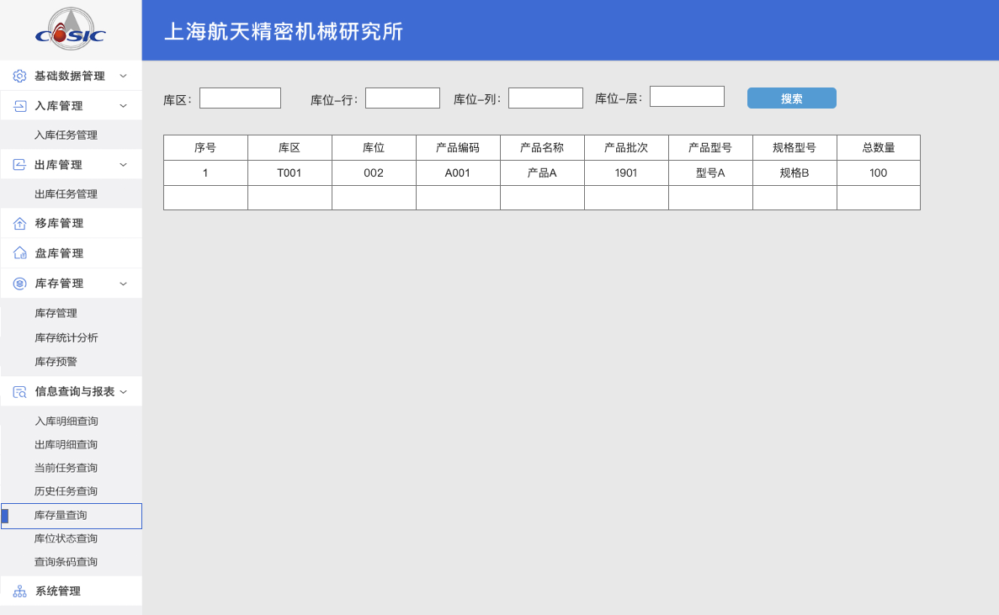 CASIC
上海航天精密机械研究所
基础数据管理
入库管理
入库任务管理
出库管理
出库任务管理
移库管理
盘库管理
库存管理
库存管理
库存统计分析
库存预警
信息查询与报表
入库明细查询
出库明细查询
当前任务查询
历史任务查询
库存量查询
库位状态查询
查询条码查询
系统管理
库区： 库位–行： 库位–列： 库位–层： 搜索
序号 库区 库位 产品编码 产品名称 产品批次 产品型号 规格型号 总数量
1 T001 002 A001 产品A 1901 型号A 规格B 100